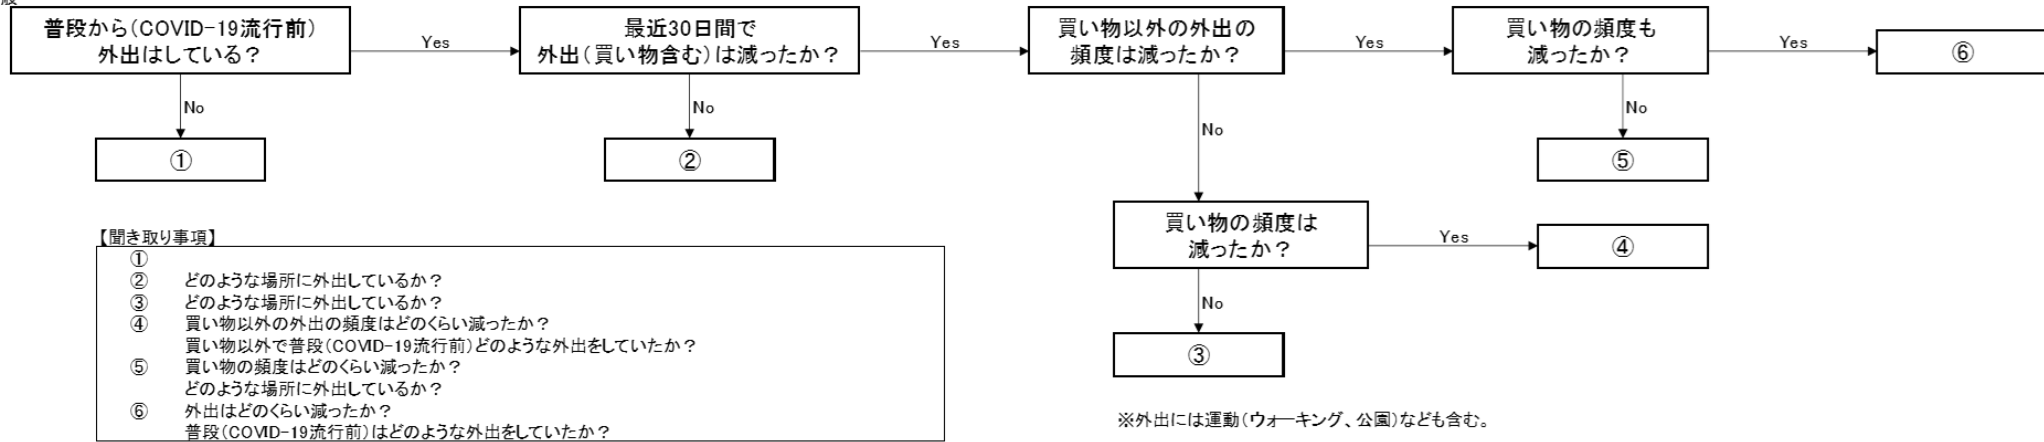 普段から（COVID-19流行前）
外出はしている？
Yes
最近30日間で
外出（買い物含む）は減ったか？
Yes
買い物以外の外出の
頻度は減ったか？
Yes
買い物の頻度も
減ったか？
Yes
⑥
No
①
No
②
No
No
⑤
買い物の頻度は
減ったか？
Yes
④
No
③
【聞き取り事項】
①
② どのような場所に外出しているか？
③ どのような場所に外出しているか？
④ 買い物以外の外出の頻度はどのくらい減ったか？
買い物以外で普段（COVID-19流行前）どのような外出をしていたか？
⑤ 買い物の頻度はどのくらい減ったか？
どのような場所に外出しているか？
⑥ 外出はどのくらい減ったか？
普段（COVID-19流行前）はどのような外出をしていたか？
※外出には運動（ウォーキング、公園）なども含む。